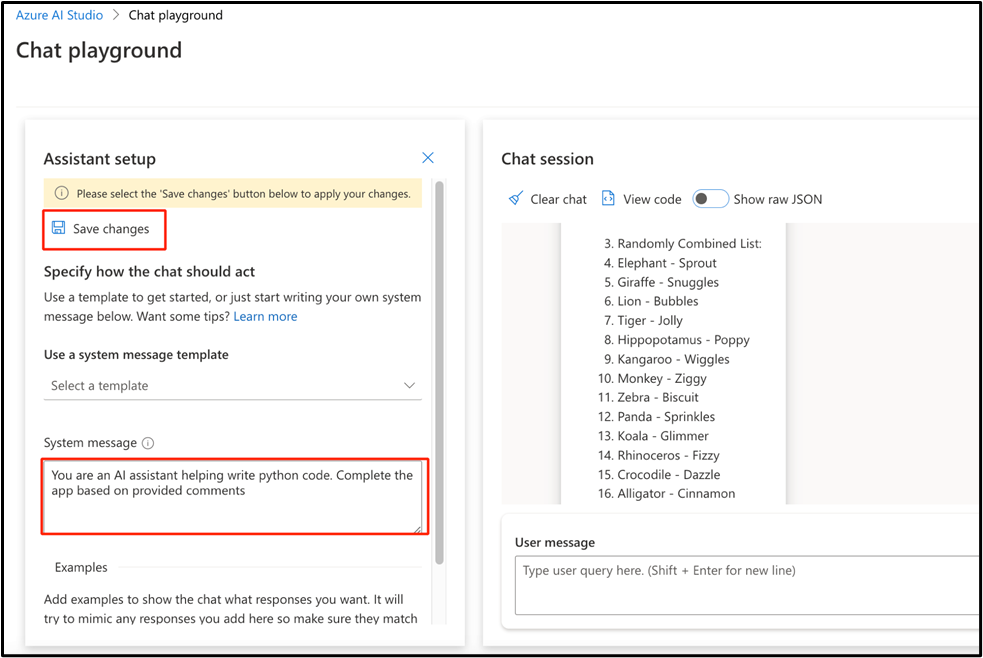 Azure AI Studio > Chat playground
Chat playground
Assistant setup
Please select the 'Save changes' button below to apply your changes.
Save changes
Specify how the chat should act
Use a template to get started, or just start writing your own system
message below. Want some tips? Learn more
Use a system message template
Select a template
System message
You are an AI assistant helping write python code. Complete the
app based on provided comments
Examples
Add examples to show the chat what responses you want. It will
try to mimic any responses you add here so make sure they match
Chat session
Clear chat View code Show raw JSON
3. Randomly Combined List:
4. Elephant - Sprout
5. Giraffe - Snuggles
6. Lion - Bubbles
7. Tiger - Jolly
8. Hippopotamus - Poppy
9. Kangaroo - Wiggles
10. Monkey - Ziggy
11. Zebra - Biscuit
12. Panda - Sprinkles
13. Koala - Glimmer
14. Rhinoceros - Fizzy
15. Crocodile - Dazzle
16. Alligator - Cinnamon
User message
Type user query here. (Shift + Enter for new line)